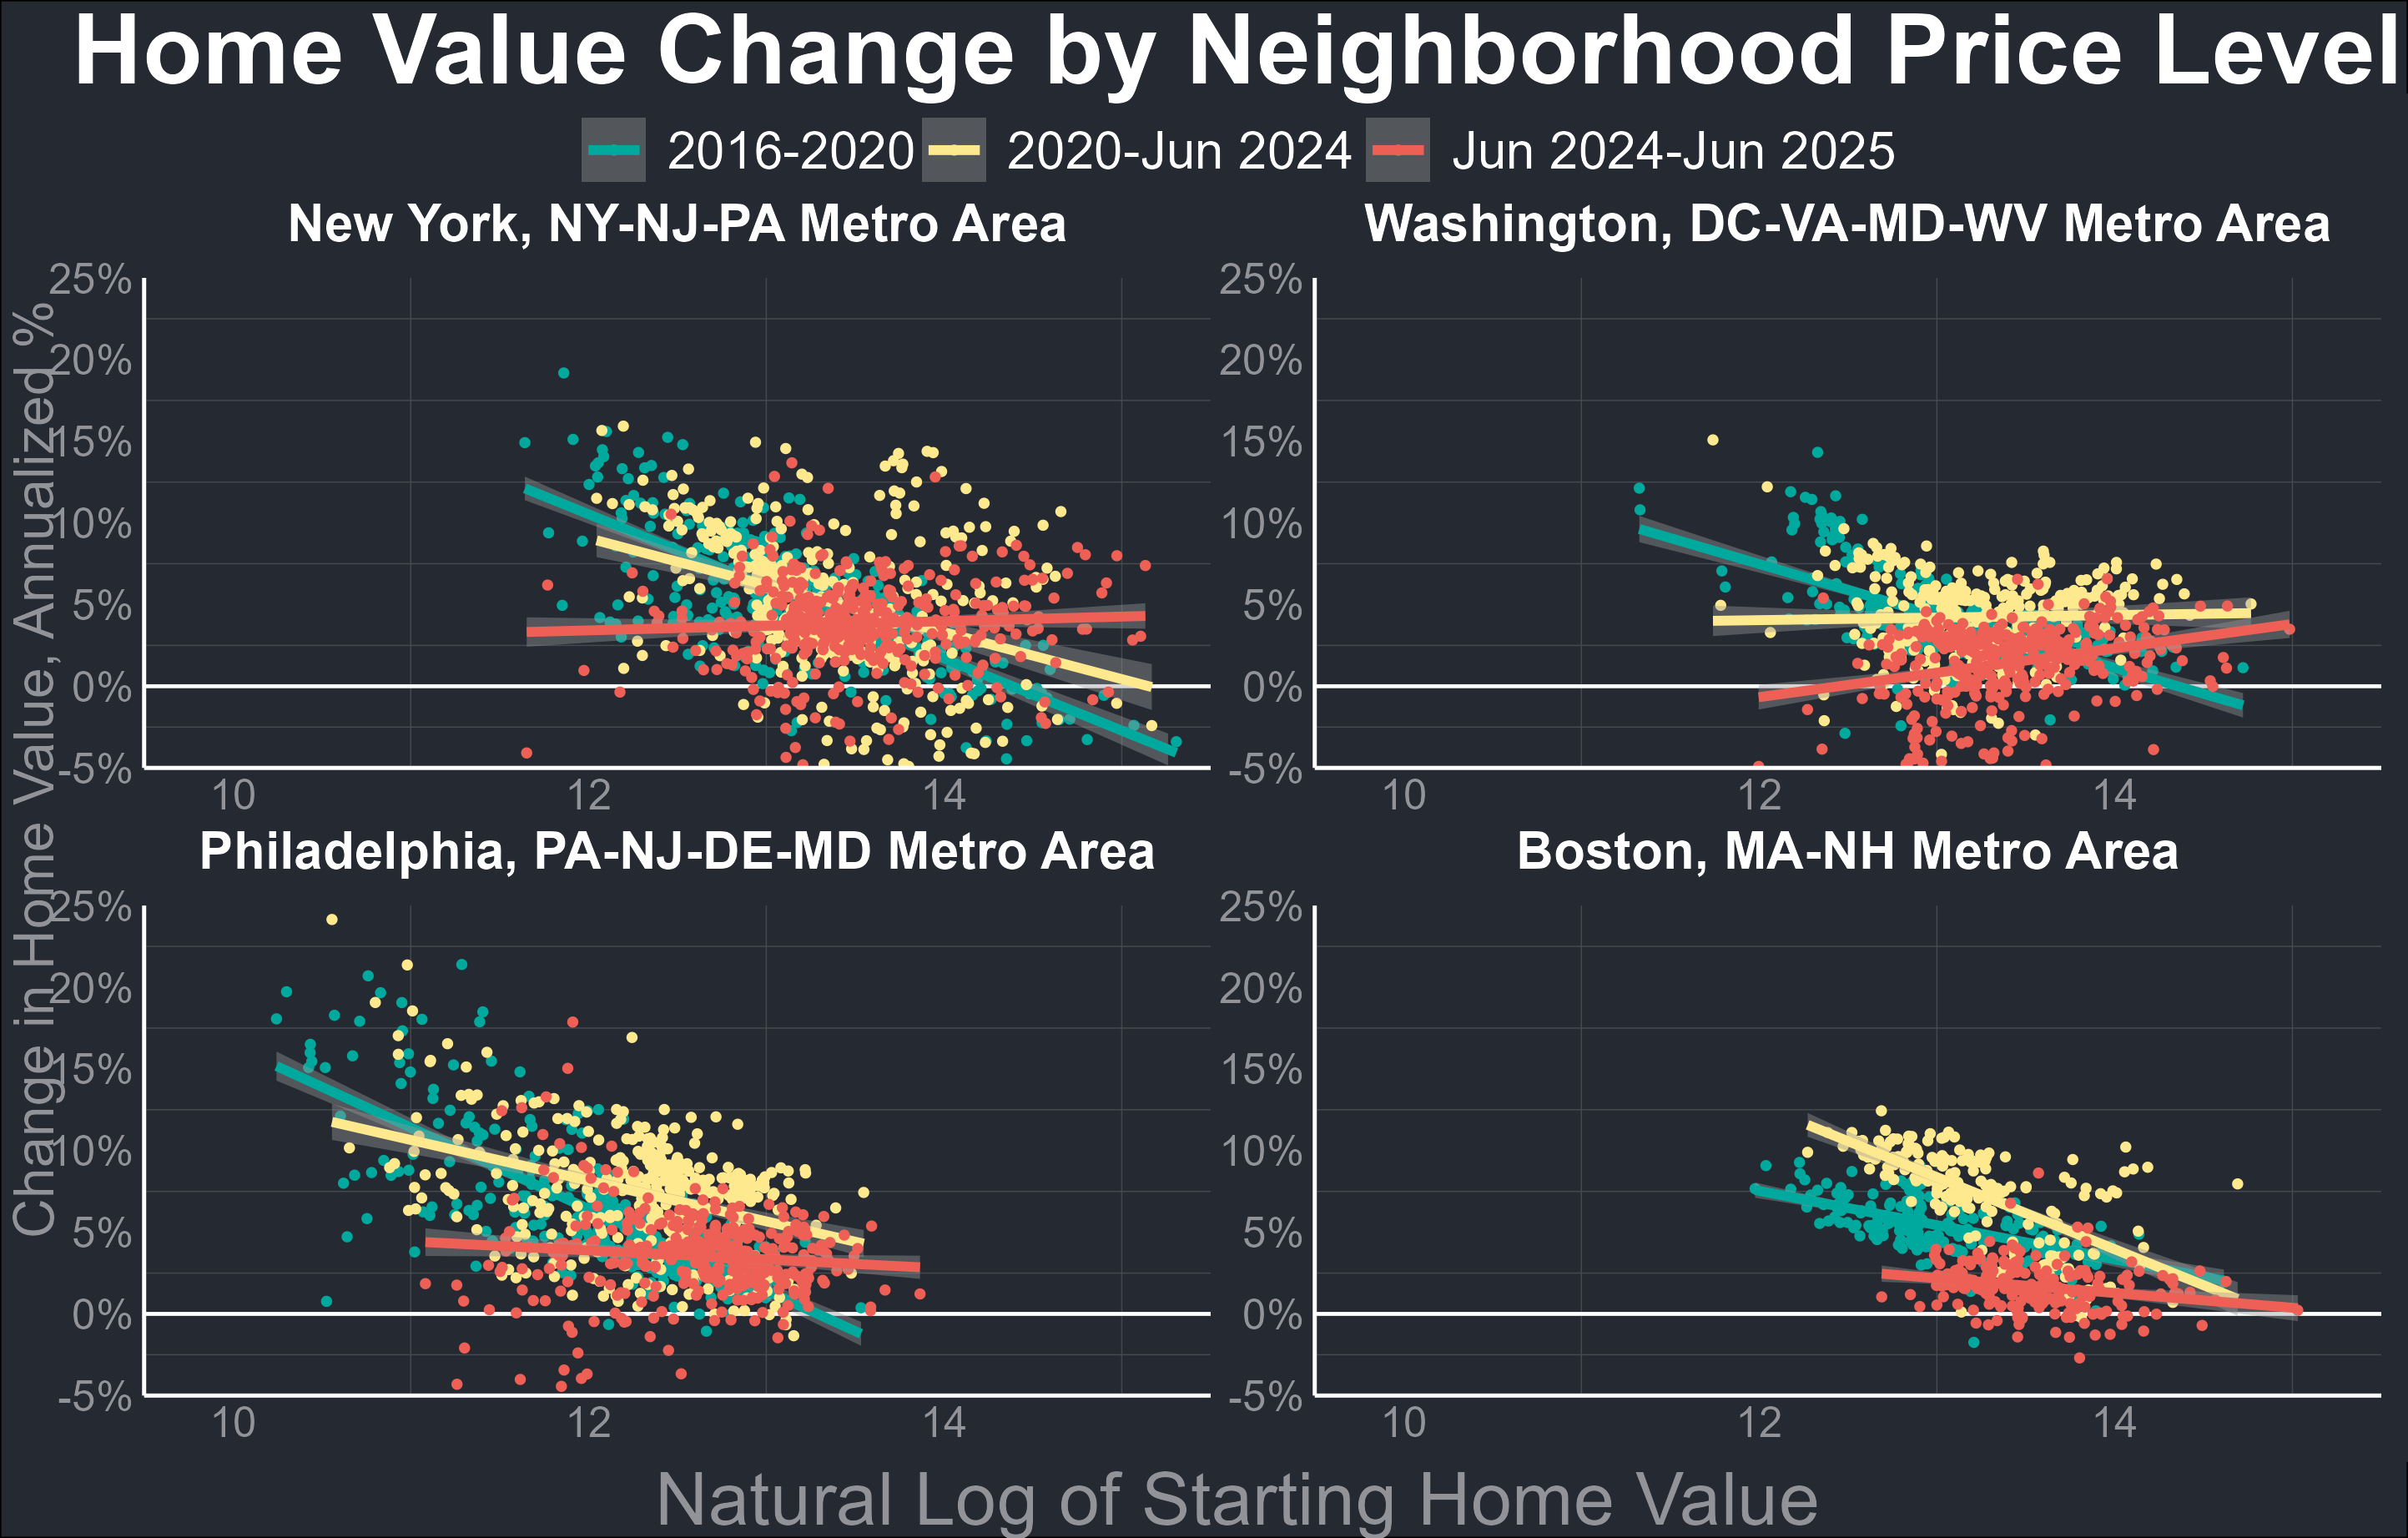 Home Value Change by Neighborhood Price Level
2016-2020
2020-Jun 2024
Jun 2024-Jun 2025
Change in Home Value, Annualized %
New York, NY-NJ-PA Metro Area
25%
20%
15%
10%
5%
0%
-5%
10 12 14
Washington, DC-VA-MD-WV Metro Area
25%
20%
15%
10%
5%
0%
-5%
10 12 14
Philadelphia, PA-NJ-DE-MD Metro Area
25%
20%
15%
10%
5%
0%
-5%
10 12 14
Boston, MA-NH Metro Area
25%
20%
15%
10%
5%
0%
-5%
10 12 14
Natural Log of Starting Home Value